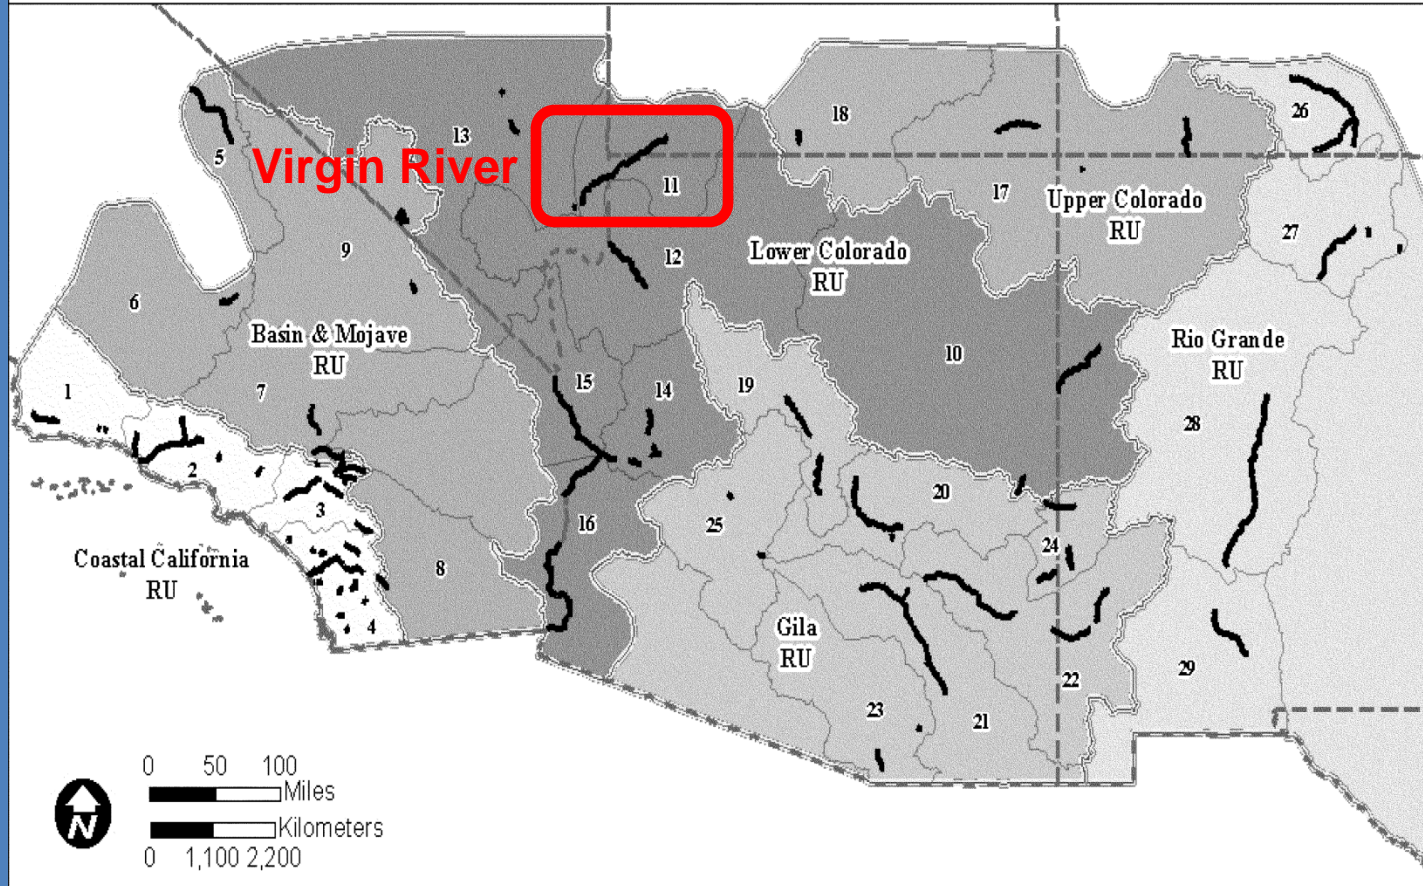 26
18
13
5
Virgin River
11
17
Upper Colorado
RU
27
9
12
Lower Colorado
RU
6
Basin & Mojave
RU
10
Rio Grande
RU
1
7
15
14
19
28
2
3
16
25
20
24
Coastal California
RU
8
4
Gila
RU
22
29
23
21
0 50 100
Miles
Kilometers
0 1,100 2,200
N